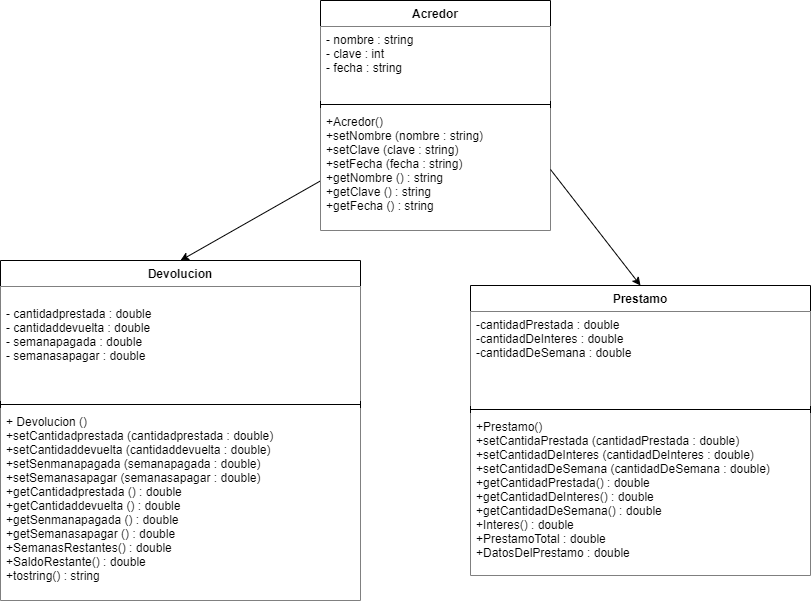 Acredor
- nombre : string
- clave : int
- fecha : string
+Acredor()
+setNombre (nombre : string)
+setClave (clave : string)
+setFecha (fecha : string)
+getNombre () : string
+getClave () : string
+getFecha () : string
Devolucion
- cantidadprestada : double
- cantidaddevuelta : double
- semanapagada : double
- semanasapagar : double
+ Devolucion ()
+setCantidadprestada (cantidadprestada : double)
+setCantidaddevuelta (cantidaddevuelta : double)
+setSenmanapagada (semanapagada : double)
+setSemanasapagar (semanasapagar : double)
+getCantidadprestada () : double
+getCantidaddevuelta () : double
+getSenmanapagada () : double
+getSemanasapagar () : double
+SemanasRestantes() : double
+SaldoRestante() : double
+tostring() : string
Prestamo
-cantidadPrestada : double
-cantidadDeInteres : double
-cantidadDeSemana : double
+Prestamo()
+setCantidaPrestada (cantidadPrestada : double)
+setCantidadDeInteres (cantidadDeInteres : double)
+setCantidadDeSemana (cantidadDeSemana : double)
+getCantidadPrestada() : double
+getCantidadDeInteres() : double
+getCantidadDeSemana() : double
+Interes() : double
+PrestamoTotal : double
+DatosDelPrestamo : double